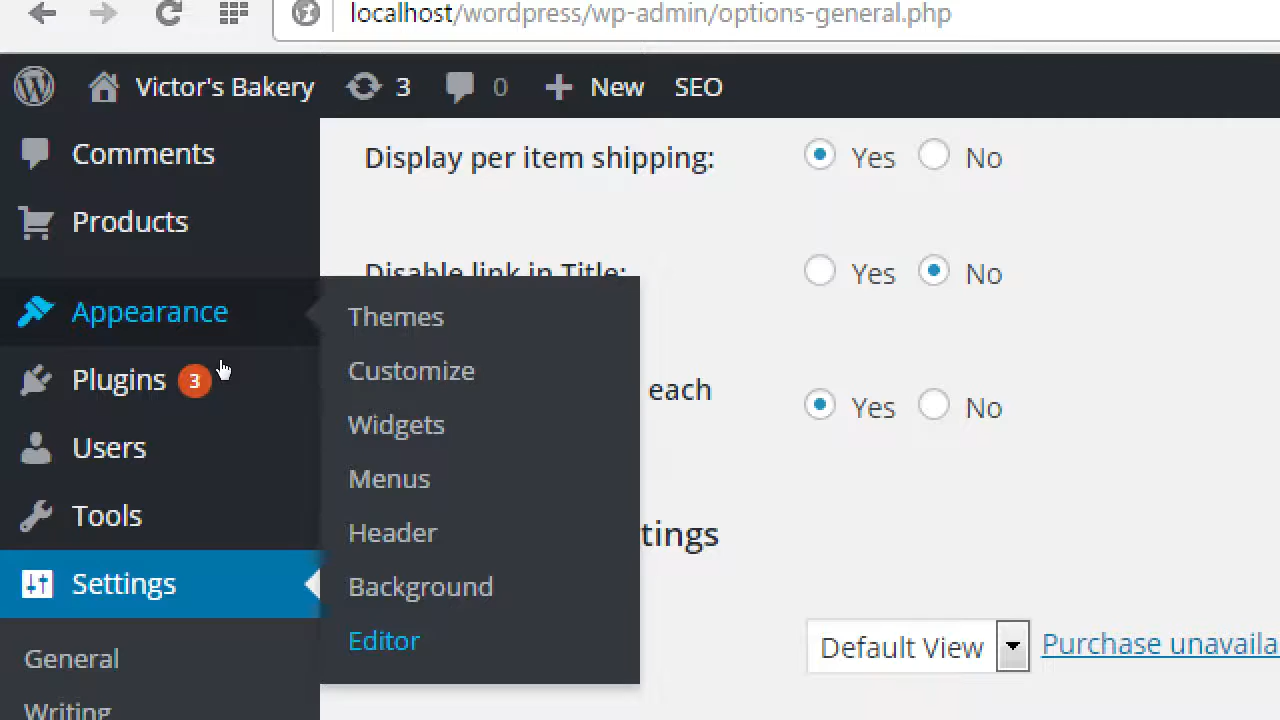 localhost/wordpress/wp-admin/options-general.php
Victor's Bakery 3 0 New SEO
Comments
Products
Appearance
Plugins 3
Users
Tools
Settings
General
Writing
Themes
Customize
Widgets
Menus
Header
Background
Editor
Display per item shipping: Yes No
Disable link in Title: Yes No
each Yes No
tings
Default View Purchase unavaila